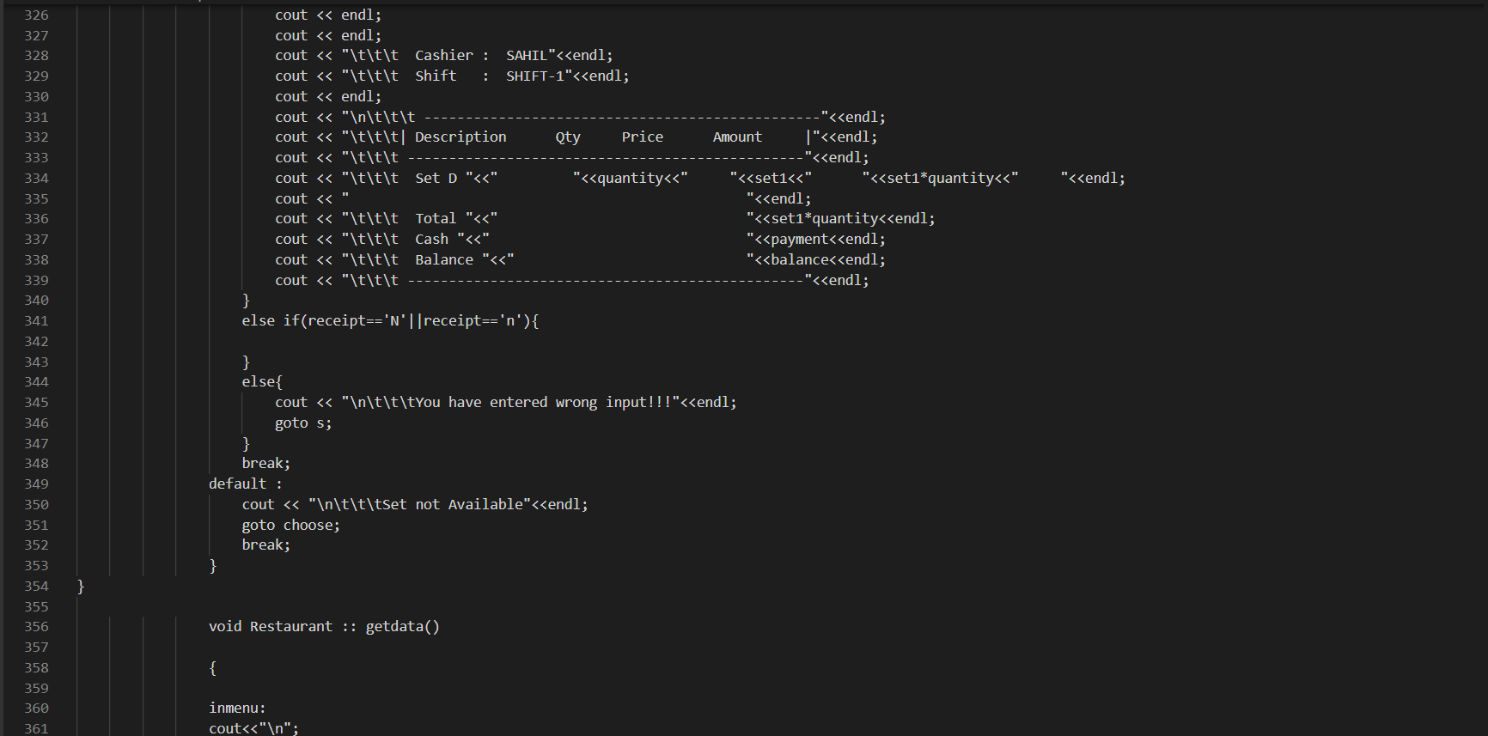 326 cout << endl;
327 cout << endl;
328 cout << "\t\t\t  Cashier :  SAHIL"<<endl;
329 cout << "\t\t\t  Shift   :  SHIFT-1"<<endl;
330 cout << endl;
331 cout << "\n\t\t\t ------------------------------------------------"<<endl;
332 cout << "\t\t\t| Description      Qty     Price      Amount     |"<<endl;
333 cout << "\t\t\t ------------------------------------------------"<<endl;
334 cout << "\t\t\t  Set D "<<"         "<<quantity<<"     "<<set1<<"      "<<set1*quantity<<"     "<<endl;
335 cout << "                                                "<<endl;
336 cout << "\t\t\t  Total "<<"                              "<<set1*quantity<<endl;
337 cout << "\t\t\t  Cash "<<"                               "<<payment<<endl;
338 cout << "\t\t\t  Balance "<<"                            "<<balance<<endl;
339 cout << "\t\t\t ------------------------------------------------"<<endl;
340 }
341 else if(receipt=='N'||receipt=='n'){
342
343 }
344 else{
345 cout << "\n\t\t\tYou have entered wrong input!!!"<<endl;
346 goto s;
347 }
348 break;
349 default :
350 cout << "\n\t\t\tSet not Available"<<endl;
351 goto choose;
352 break;
353 }
354 }
355
356 void Restaurant :: getdata()
357
358 {
359
360 inmenu:
361 cout<<"\n";